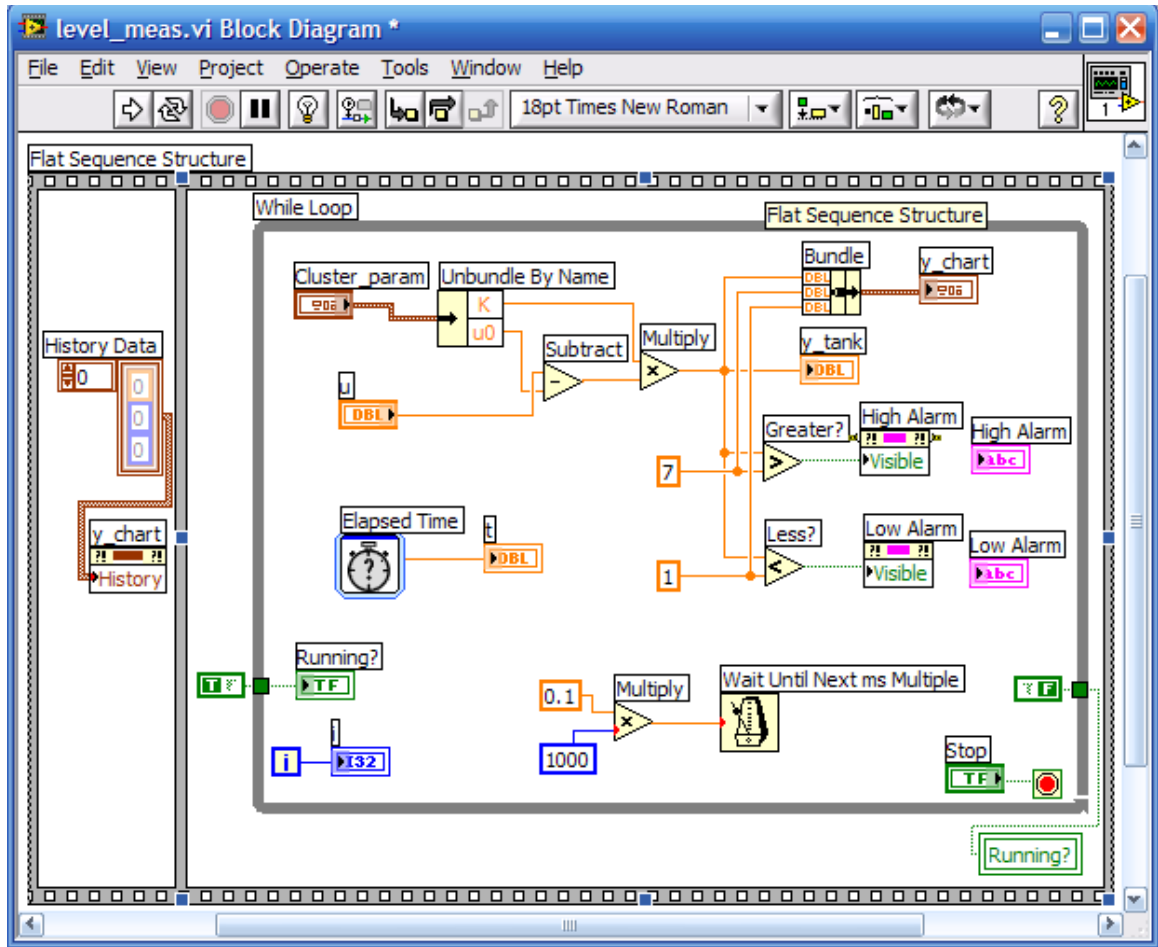 level_meas.vi Block Diagram *
File Edit View Project Operate Tools Window Help
18pt Times New Roman
?
1
Flat Sequence Structure
While Loop
Flat Sequence Structure
Cluster_param
Unbundle By Name
K
u0
Bundle
DBL
DBL
DBL
y_chart
History Data
0
0
0
0
Subtract
Multiply
y_tank
DBL
u
DBL
Greater?
High Alarm
?! ?!
Visible
High Alarm
abc
7
y_chart
?! ?!
History
Elapsed Time
?
t
DBL
Less?
Low Alarm
?! ?!
Visible
Low Alarm
abc
1
Running?
T
TF
0.1
Multiply
1000
Wait Until Next ms Multiple
F
i
i
I32
Stop
TF
Running?